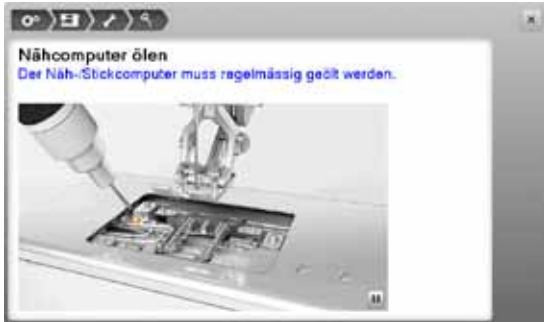 Nähcomputer ölen
Der Näh-/Stickcomputer muss regelmässig geölt werden.